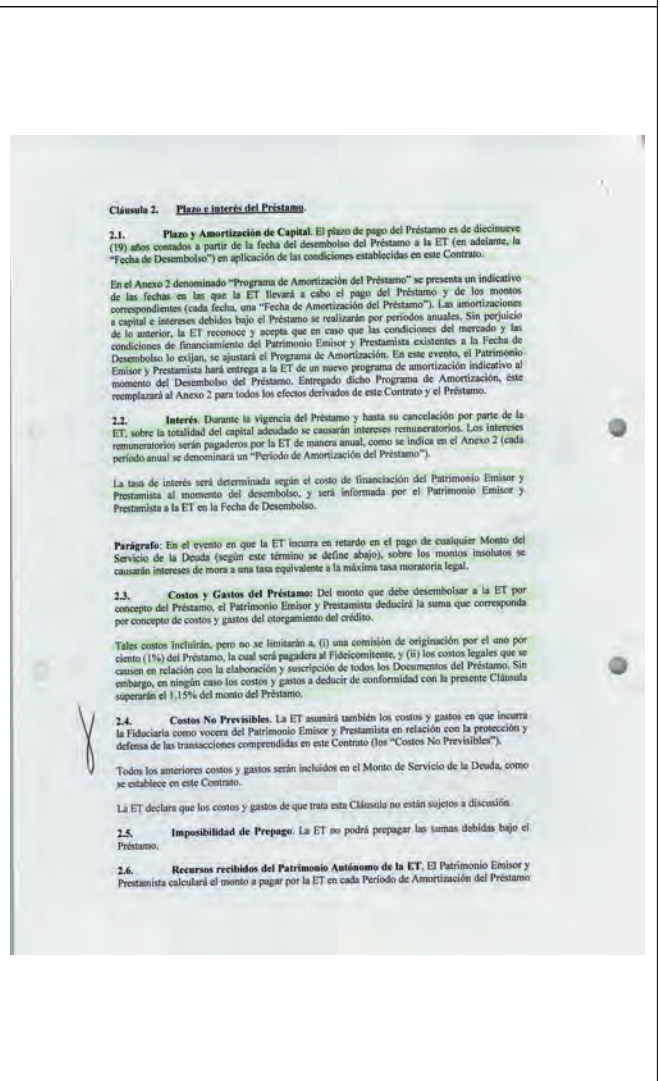 Cláusula 2. Plazo e interés del Préstamo.
2.1. Plazo y Amortización de Capital. El plazo de pago del Préstamo es de diecinueve
(19) años contados a partir de la fecha del desembolso del Préstamo a la ET (en adelante, la
“Fecha de Desembolso”) en aplicación de las condiciones establecidas en este Contrato.
En el Anexo 2 denominado “Programa de Amortización del Préstamo” se presenta un indicativo
de las fechas en las que la ET llevará a cabo el pago del Préstamo y de los montos
correspondientes (cada fecha, una “Fecha de Amortización del Préstamo”). Las amortizaciones
a capital e intereses debidos bajo el Préstamo se realizarán por periodos anuales. Sin perjuicio
de lo anterior, la ET reconoce y acepta que en caso que las condiciones del mercado y las
condiciones de financiamiento del Patrimonio Emisor y Prestamista existentes a la Fecha de
Desembolso lo exijan, se ajustará el Programa de Amortización. En este evento, el Patrimonio
Emisor y Prestamista hará entrega a la ET de un nuevo programa de amortización indicativo al
momento del Desembolso del Préstamo. Entregado dicho Programa de Amortización, éste
reemplazará al Anexo 2 para todos los efectos derivados de este Contrato y el Préstamo.
2.2. Interés. Durante la vigencia del Préstamo y hasta su cancelación por parte de la
ET, sobre la totalidad del capital adeudado se causarán intereses remuneratorios. Los intereses
remuneratorios serán pagaderos por la ET de manera anual, como se indica en el Anexo 2 (cada
período anual se denominará un “Periodo de Amortización del Préstamo”).
La tasa de interés será determinada según el costo de financiación del Patrimonio Emisor y
Prestamista al momento del desembolso, y será informada por el Patrimonio Emisor y
Prestamista a la ET en la Fecha de Desembolso.
Parágrafo: En el evento en que la ET incurra en retardo en el pago de cualquier Monto del
Servicio de la Deuda (según este término se define abajo), sobre los montos insolutos se
causarán intereses de mora a una tasa equivalente a la máxima tasa moratoria legal.
2.3. Costos y Gastos del Préstamo: Del monto que debe desembolsar a la ET por
concepto del Préstamo, el Patrimonio Emisor y Prestamista deducirá la suma que corresponda
por concepto de costos y gastos del otorgamiento del crédito.
Tales costos incluirán, pero no se limitarán a, (i) una comisión de originación por el uno por
ciento (1%) del Préstamo, la cual será pagadera al Fideicomitente, y (ii) los costos legales que se
causen en relación con la elaboración y suscripción de todos los Documentos del Préstamo. Sin
embargo, en ningún caso los costos y gastos a deducir de conformidad con la presente Cláusula
superarán el 1,15% del monto del Préstamo.
2.4. Costos No Previsibles. La ET asumirá también los costos y gastos en que incurra
la Fiduciaria como vocera del Patrimonio Emisor y Prestamista en relación con la protección y
defensa de las transacciones comprendidas en este Contrato (los “Costos No Previsibles”).
Todos los anteriores costos y gastos serán incluidos en el Monto de Servicio de la Deuda, como
se establece en este Contrato.
La ET declara que los costos y gastos de que trata esta Cláusula no están sujetos a discusión.
2.5. Imposibilidad de Prepago. La ET no podrá prepagar las sumas debidas bajo el
Préstamo.
2.6. Recursos recibidos del Patrimonio Autónomo de la ET. El Patrimonio Emisor y
Prestamista calculará el monto a pagar por la ET en cada Período de Amortización del Préstamo